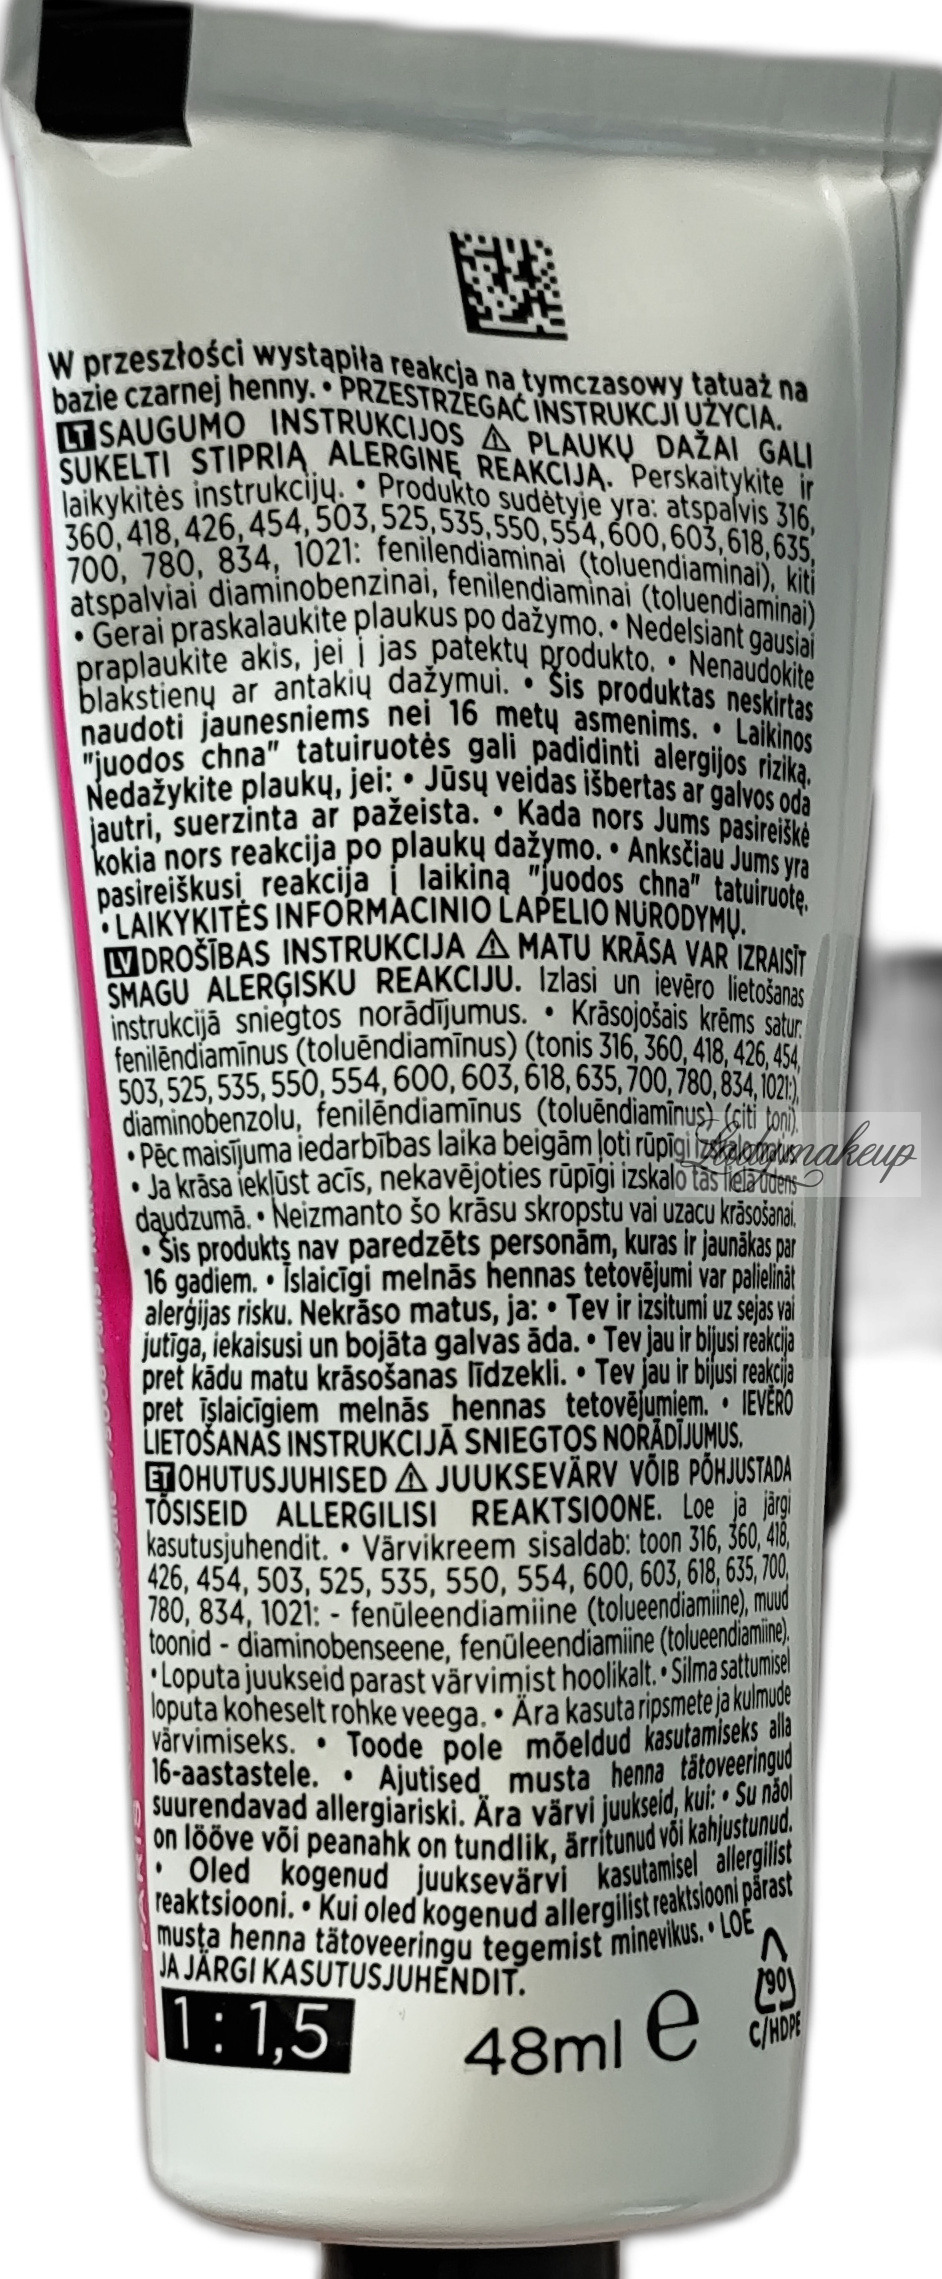 W przeszłości wystąpiła reakcja na tymczasowy tatuaż na
bazie czarnej henny. • PRZESTRZEGAĆ INSTRUKCJI UŻYCIA.
LT SAUGUMO INSTRUKCIJOS ⚠ PLAUKŲ DAŽAI GALI
SUKELTI STIPRIĄ ALERGINĘ REAKCIJĄ. Perskaitykite ir
laikykitės instrukcijų. • Produkto sudėtyje yra: atspalvis 316,
360, 418, 426, 454, 503, 525, 535, 550, 554, 600, 603, 618, 635,
700, 780, 834, 1021: fenilendiaminai (toluendiaminai), kiti
atspalviai diaminobenzinai, fenilendiaminai (toluendiaminai)
• Gerai praskalaukite plaukus po dažymo. • Nedelsiant gausiai
praplaukite akis, jei į jas patektų produkto. • Nenaudokite
blakstienų ar antakių dažymui. • Šis produktas neskirtas
naudoti jaunesniems nei 16 metų asmenims. • Laikinos
"juodos chna" tatuiruotės gali padidinti alergijos riziką.
Nedažykite plaukų, jei: • Jūsų veidas išbertas ar galvos oda
jautri, suerzinta ar pažeista. • Kada nors Jums pasireiškė
kokia nors reakcija po plaukų dažymo. • Anksčiau Jums yra
pasireiškusi reakcija į laikiną "juodos chna" tatuiruotę.
• LAIKYKITĖS INFORMACINIO LAPELIO NURODYMŲ.
LV DROŠĪBAS INSTRUKCIJA ⚠ MATU KRĀSA VAR IZRAISĪT
SMAGU ALERĢISKU REAKCIJU. Izlasi un ievēro lietošanas
instrukcijā sniegtos norādījumus. • Krāsojošais krēms satur:
fenilēndiamīnus (toluēndiamīnus) (tonis 316, 360, 418, 426, 454,
503, 525, 535, 550, 554, 600, 603, 618, 635, 700, 780, 834, 1021:),
diaminobenzolu, fenilēndiamīnus (toluēndiamīnus) (citi toņi).
• Pēc maisījuma iedarbības laika beigām ļoti rūpīgi izskalo matus
• Ja krāsa iekļūst acīs, nekavējoties rūpīgi izskalo tās lielā ūdens
daudzumā. • Neizmanto šo krāsu skropstu vai uzacu krāsošanai.
• Šis produkts nav paredzēts personām, kuras ir jaunākas par
16 gadiem. • Īslaicīgi melnās hennas tetovējumi var palielināt
alerģijas risku. Nekrāso matus, ja: • Tev ir izsitumi uz sejas vai
jutīga, iekaisusi un bojāta galvas āda. • Tev jau ir bijusi reakcija
pret kādu matu krāsošanas līdzekli. • Tev jau ir bijusi reakcija
pret īslaicīgiem melnās hennas tetovējumiem. • IEVĒRO
LIETOŠANAS INSTRUKCIJĀ SNIEGTOS NORĀDĪJUMUS.
ET OHUTUSJUHISED ⚠ JUUKSEVÄRV VÕIB PÕHJUSTADA
TÕSISEID ALLERGILISI REAKTSIOONE. Loe ja järgi
kasutusjuhendit. • Värvikreem sisaldab: toon 316, 360, 418,
426, 454, 503, 525, 535, 550, 554, 600, 603, 618, 635, 700,
780, 834, 1021: - fenüleendiamiine (tolueendiamiine), muud
toonid - diaminobenseene, fenüleendiamiine (tolueendiamiine).
• Loputa juukseid parast värvimist hoolikalt. • Silma sattumisel
loputa koheselt rohke veega. • Ära kasuta ripsmete ja kulmude
värvimiseks. • Toode pole mõeldud kasutamiseks alla
16-aastastele. • Ajutised musta henna tätoveeringud
suurendavad allergiariski. Ära värvi juukseid, kui: • Su näol
on lööve või peanahk on tundlik, ärritunud või kahjustunud.
• Oled kogenud juuksevärvi kasutamisel allergilist
reaktsiooni. • Kui oled kogenud allergilist reaktsiooni pärast
musta henna tätoveeringu tegemist minevikus. • LOE
JA JÄRGI KASUTUSJUHENDIT.
1 : 1,5
48ml e
90
C/HDPE
Ladymakeup
PARIS